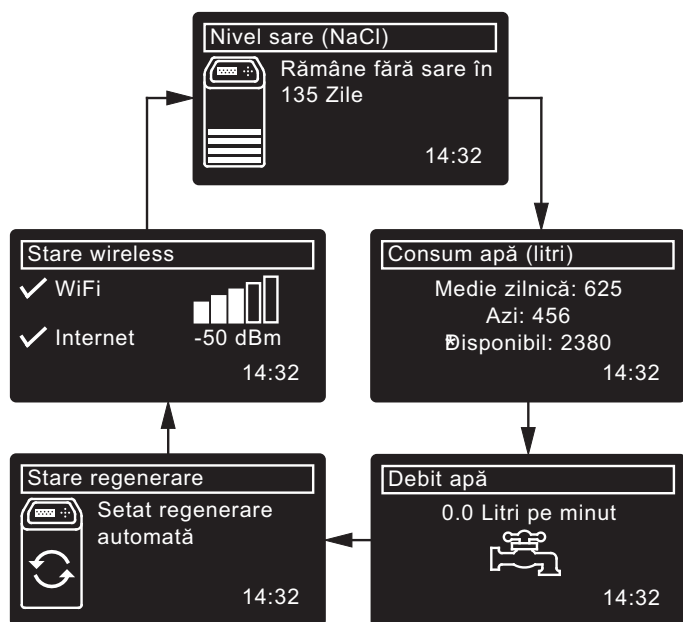 Nivel sare (NaCl)
Rămâne fără sare în
135 Zile
14:32
Stare wireless
WiFi
Internet
-50 dBm
14:32
Consum apă (litri)
Medie zilnică: 625
Azi: 456
*Disponibil: 2380
14:32
Stare regenerare
Setat regenerare
automată
14:32
Debit apă
0.0 Litri pe minut
14:32